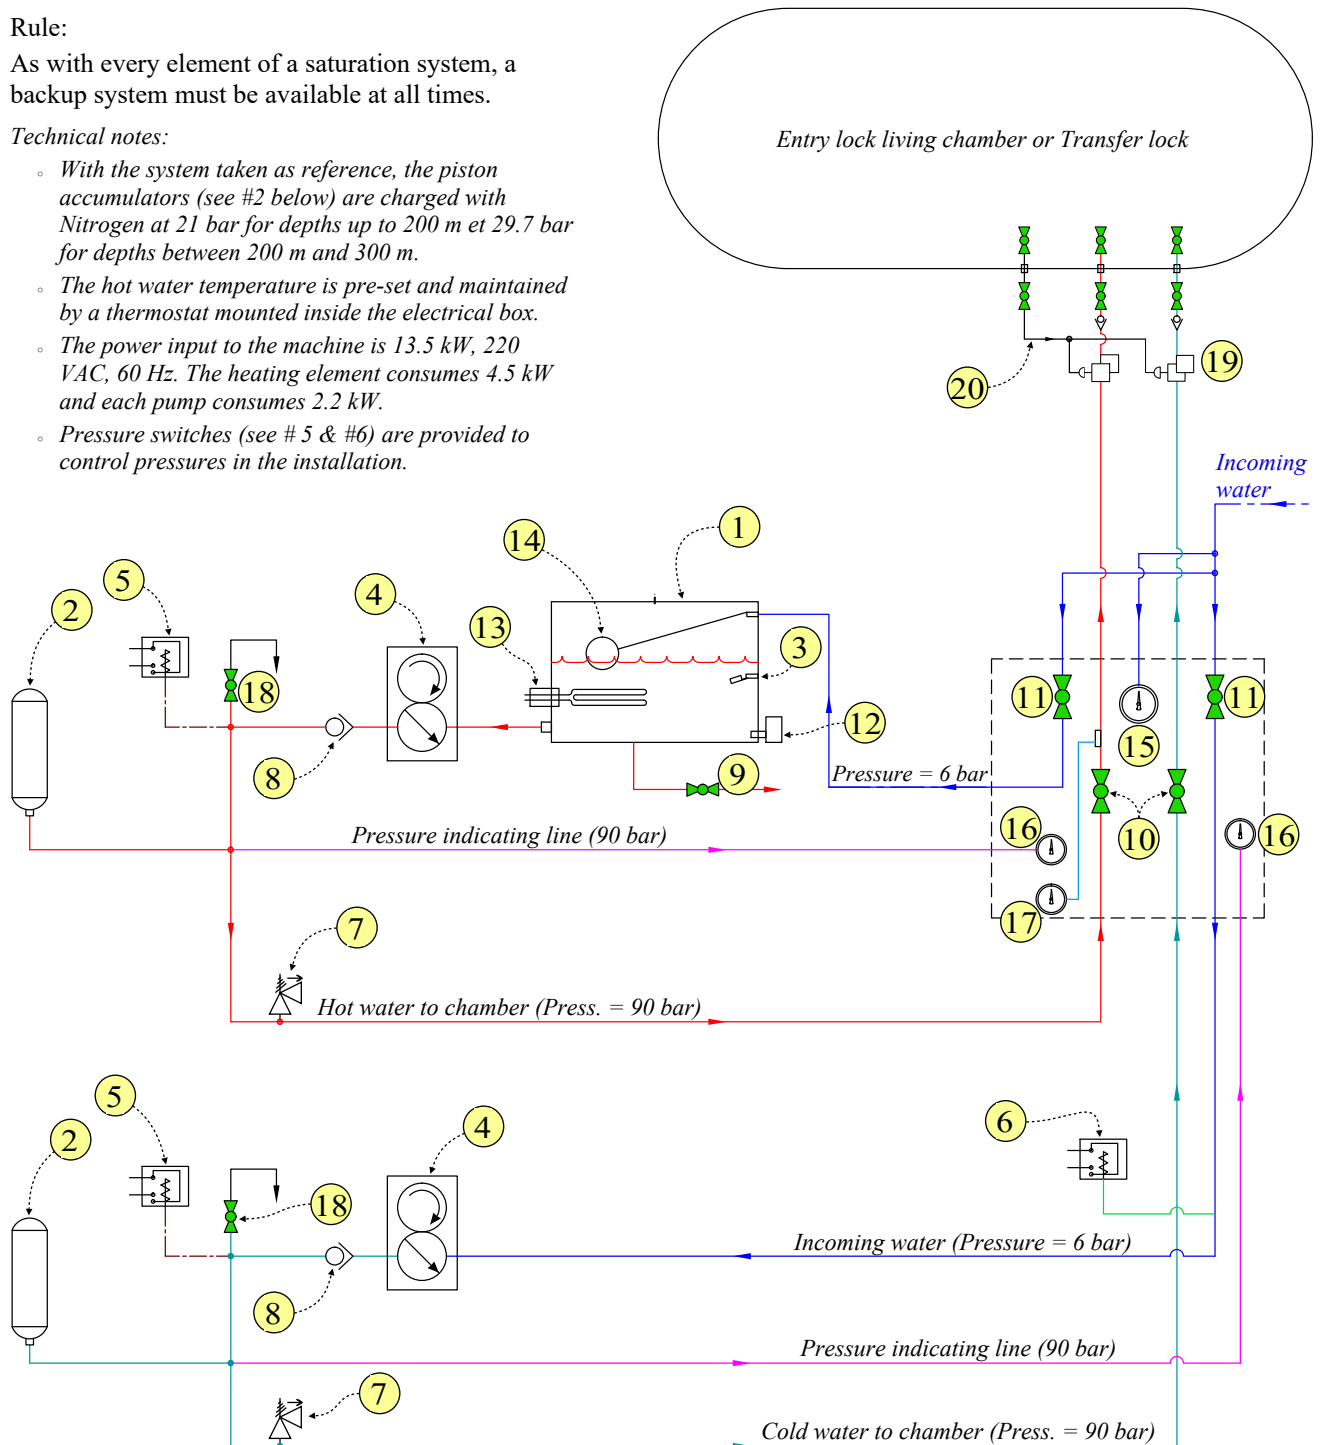 Rule:
As with every element of a saturation system, a
backup system must be available at all times.
Technical notes:
◦ With the system taken as reference, the piston
accumulators (see #2 below) are charged with
Nitrogen at 21 bar for depths up to 200 m et 29.7 bar
for depths between 200 m and 300 m.
◦ The hot water temperature is pre-set and maintained
by a thermostat mounted inside the electrical box.
◦ The power input to the machine is 13.5 kW, 220
VAC, 60 Hz. The heating element consumes 4.5 kW
and each pump consumes 2.2 kW.
◦ Pressure switches (see # 5 & #6) are provided to
control pressures in the installation.
Entry lock living chamber or Transfer lock
19
20
Incoming
water
1
14
5
4
2
13
3
18
11
11
12
15
8
9
Pressure = 6 bar
16
10
16
Pressure indicating line (90 bar)
17
7
Hot water to chamber (Press. = 90 bar)
5
4
6
2
18
Incoming water (Pressure = 6 bar)
8
Pressure indicating line (90 bar)
7
Cold water to chamber (Press. = 90 bar)